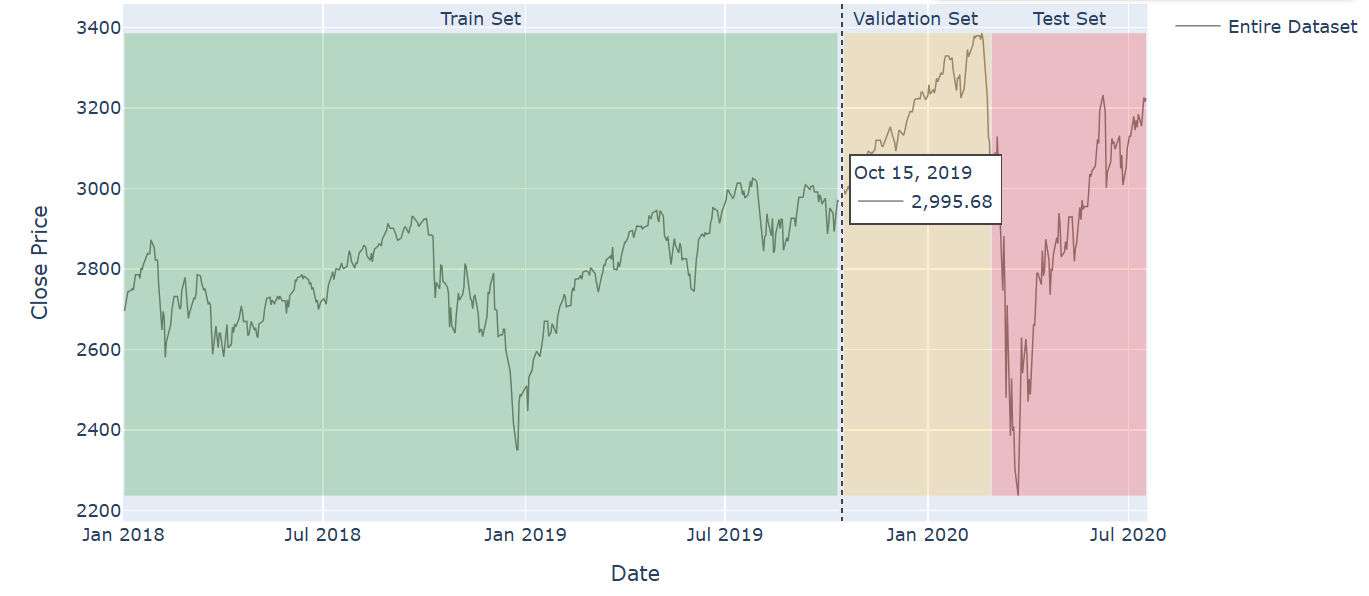 Train Set
Validation Set
Test Set
Entire Dataset
3400
3200
3000
2800
2600
2400
2200
Close Price
Oct 15, 2019
2,995.68
Jan 2018
Jul 2018
Jan 2019
Jul 2019
Jan 2020
Jul 2020
Date